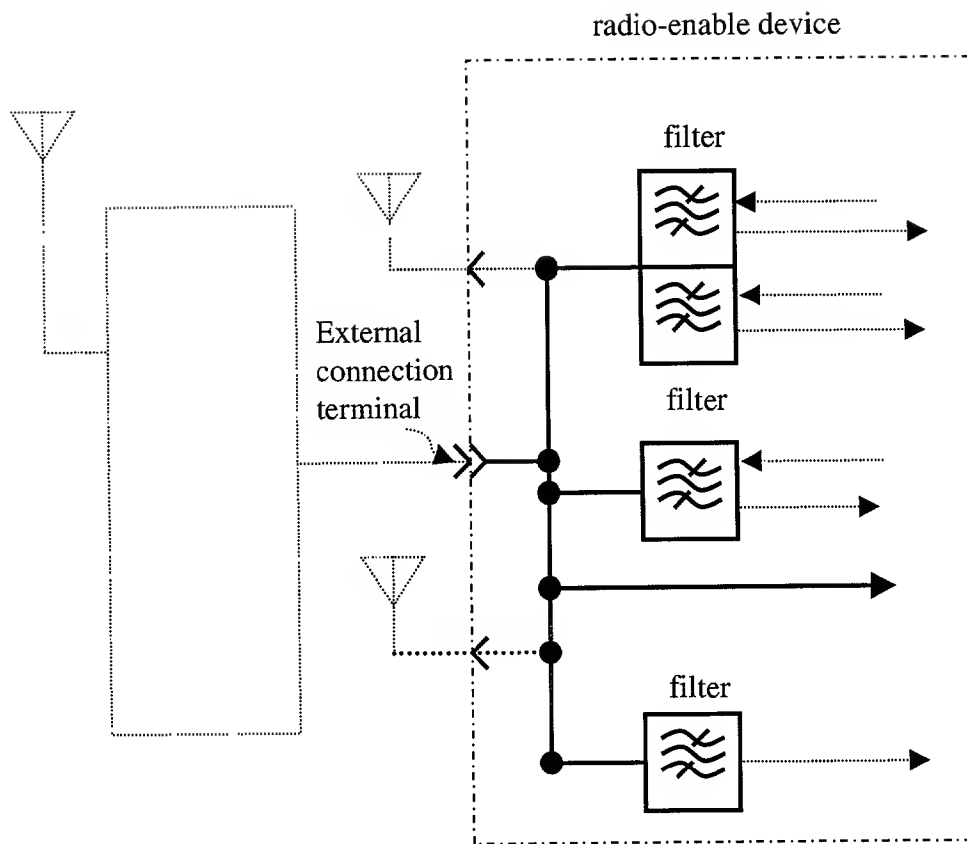 radio-enable device
filter
External
connection
terminal
filter
filter